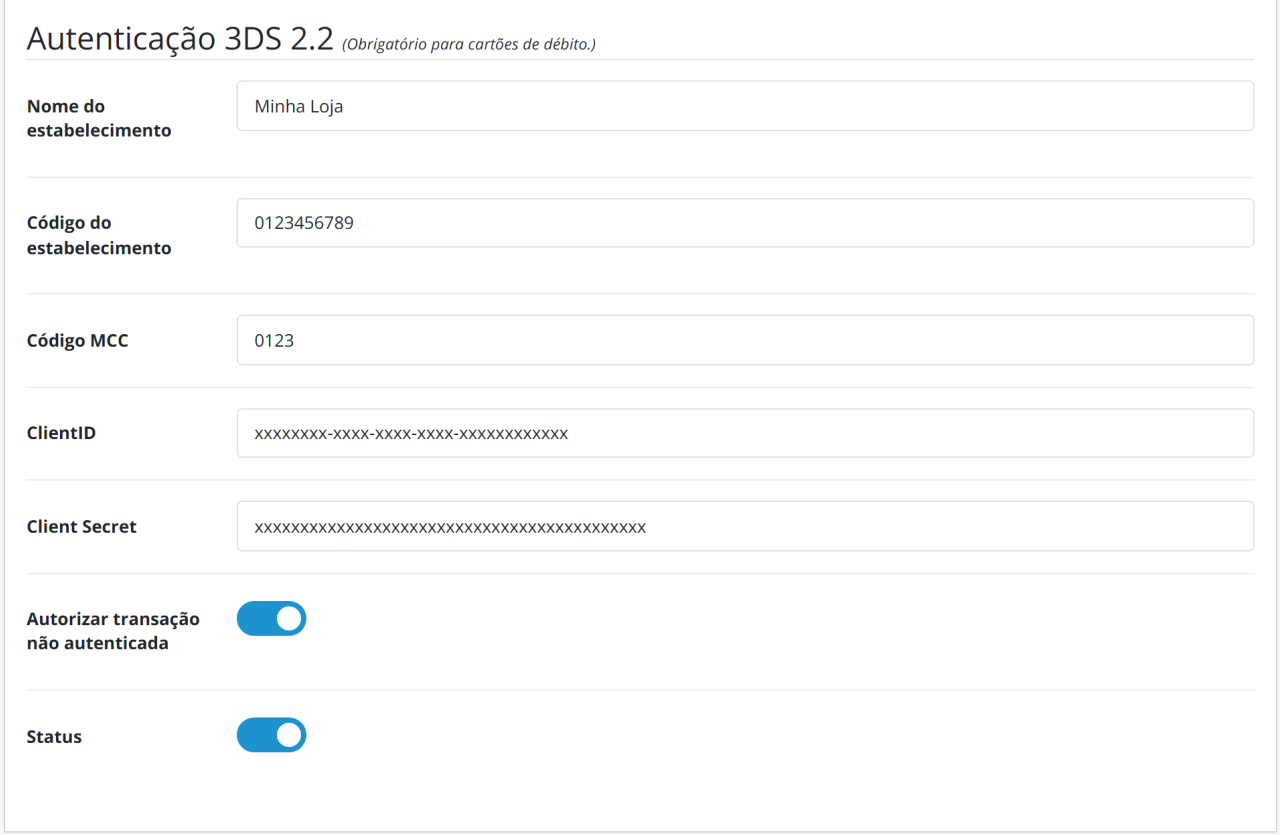 Autenticação 3DS 2.2 (Obrigatório para cartões de débito.)
Nome do
estabelecimento
Minha Loja
Código do
estabelecimento
0123456789
Código MCC
0123
ClientID
xxxxxxxx-xxxx-xxxx-xxxx-xxxxxxxxxxxx
Client Secret
xxxxxxxxxxxxxxxxxxxxxxxxxxxxxxxxxxxxxxxxxxx
Autorizar transação
não autenticada
Status